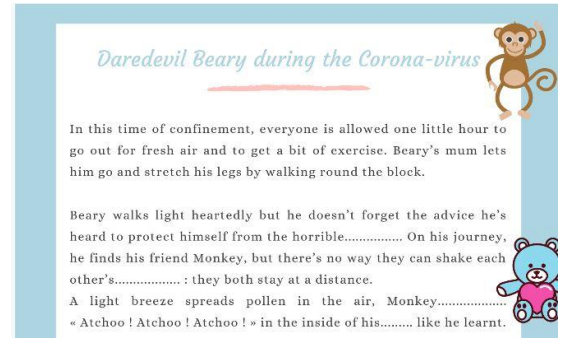 Daredevil Beary during the Corona-virus
In this time of confinement, everyone is allowed one little hour to
go out for fresh air and to get a bit of exercise. Beary's mum lets
him go and stretch his legs by walking round the block.
Beary walks light heartedly but he doesn't forget the advice he's
heard to protect himself from the horrible................ On his journey,
he finds his friend Monkey, but there's no way they can shake each
other's.................. : they both stay at a distance.
A light breeze spreads pollen in the air, Monkey..................
« Atchoo ! Atchoo ! Atchoo ! » in the inside of his......... like he learnt.